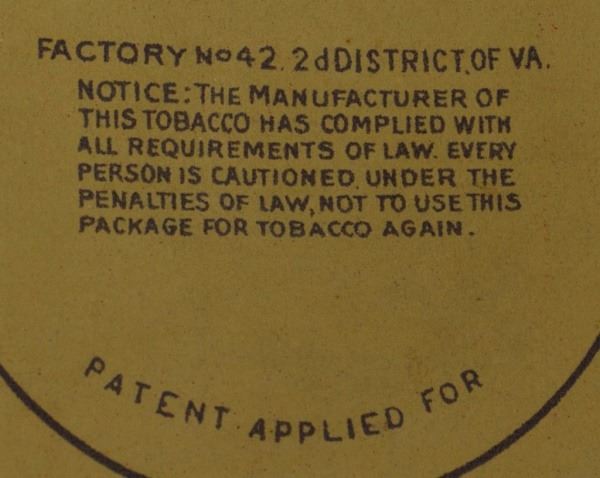 FACTORY No 42. 2d DISTRICT. OF VA.
NOTICE: THE MANUFACTURER OF
THIS TOBACCO HAS COMPLIED WITH
ALL REQUIREMENTS OF LAW. EVERY
PERSON IS CAUTIONED, UNDER THE
PENALTIES OF LAW, NOT TO USE THIS
PACKAGE FOR TOBACCO AGAIN.
PATENT APPLIED FOR